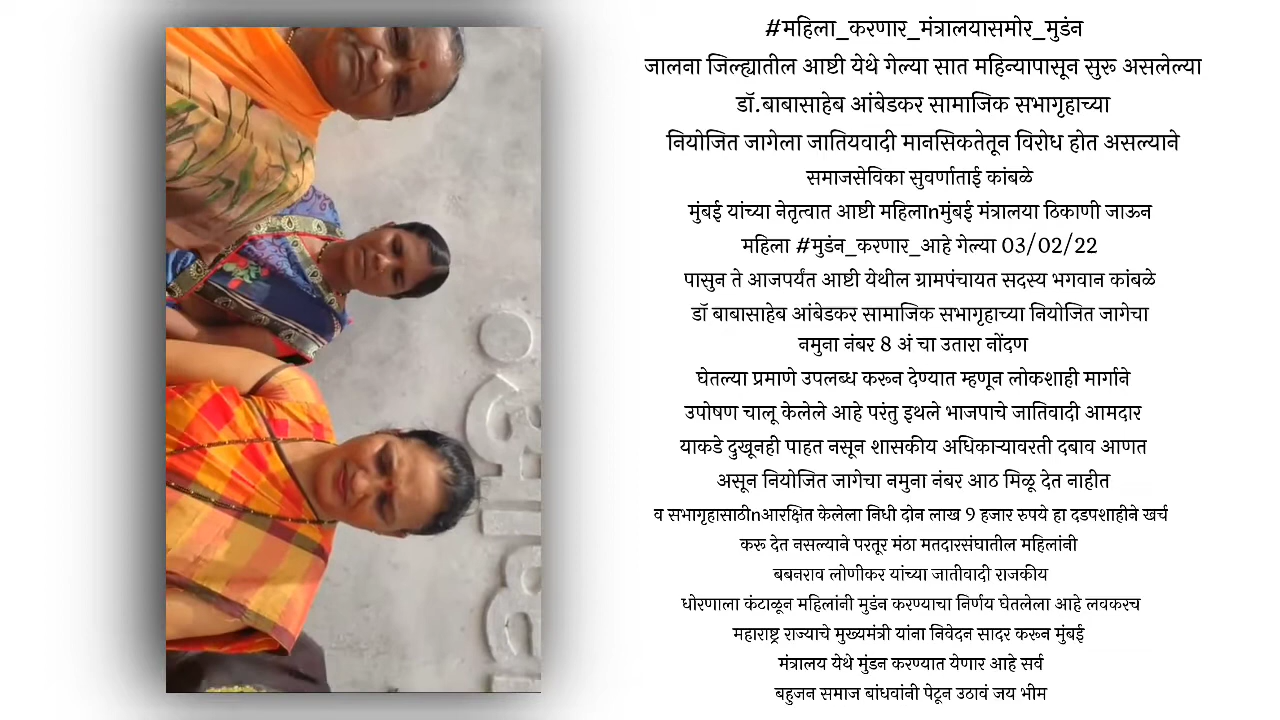 #महिला_करणार_मंत्रालयासमोर_मुडंन
जालना जिल्ह्यातील आष्टी येथे गेल्या सात महिन्यापासून सुरू असलेल्या
डॉ.बाबासाहेब आंबेडकर सामाजिक सभागृहाच्या
नियोजित जागेला जातियवादी मानसिकतेतून विरोध होत असल्याने
समाजसेविका सुवर्णाताई कांबळे
मुंबई यांच्या नेतृत्वात आष्टी महिलाnमुंबई मंत्रालया ठिकाणी जाऊन
महिला #मुडंन_करणार_आहे गेल्या 03/02/22
पासुन ते आजपर्यंत आष्टी येथील ग्रामपंचायत सदस्य भगवान कांबळे
डॉ बाबासाहेब आंबेडकर सामाजिक सभागृहाच्या नियोजित जागेचा
नमुना नंबर 8 अं चा उतारा नोंदण
घेतल्या प्रमाणे उपलब्ध करून देण्यात म्हणून लोकशाही मार्गाने
उपोषण चालू केलेले आहे परंतु इथले भाजपाचे जातिवादी आमदार
याकडे दुखूनही पाहत नसून शासकीय अधिकाऱ्यावरती दबाव आणत
असून नियोजित जागेचा नमुना नंबर आठ मिळू देत नाहीत
व सभागृहासाठीnआरक्षित केलेला निधी दोन लाख 9 हजार रुपये हा दडपशाहीने खर्च
करू देत नसल्याने परतूर मंठा मतदारसंघातील महिलांनी
बबनराव लोणीकर यांच्या जातीवादी राजकीय
धोरणाला कंटाळून महिलांनी मुडंन करण्याचा निर्णय घेतलेला आहे लवकरच
महाराष्ट्र राज्याचे मुख्यमंत्री यांना निवेदन सादर करून मुंबई
मंत्रालय येथे मुंडन करण्यात येणार आहे सर्व
बहुजन समाज बांधवांनी पेटून उठावं जय भीम